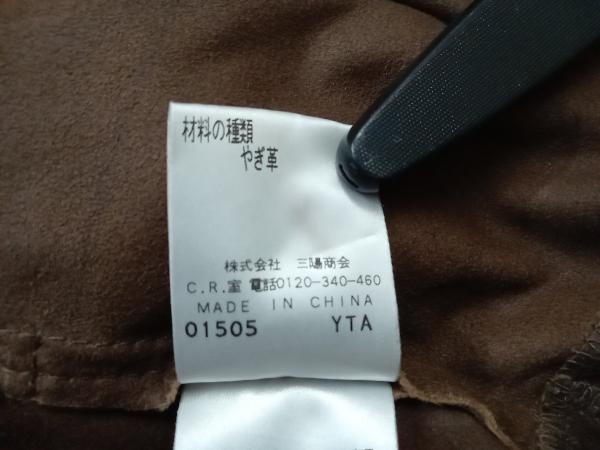 材料の種類
やぎ革
株式会社 三陽商会
C.R.室 電話0120-340-460
MADE IN CHINA
01505 YTA